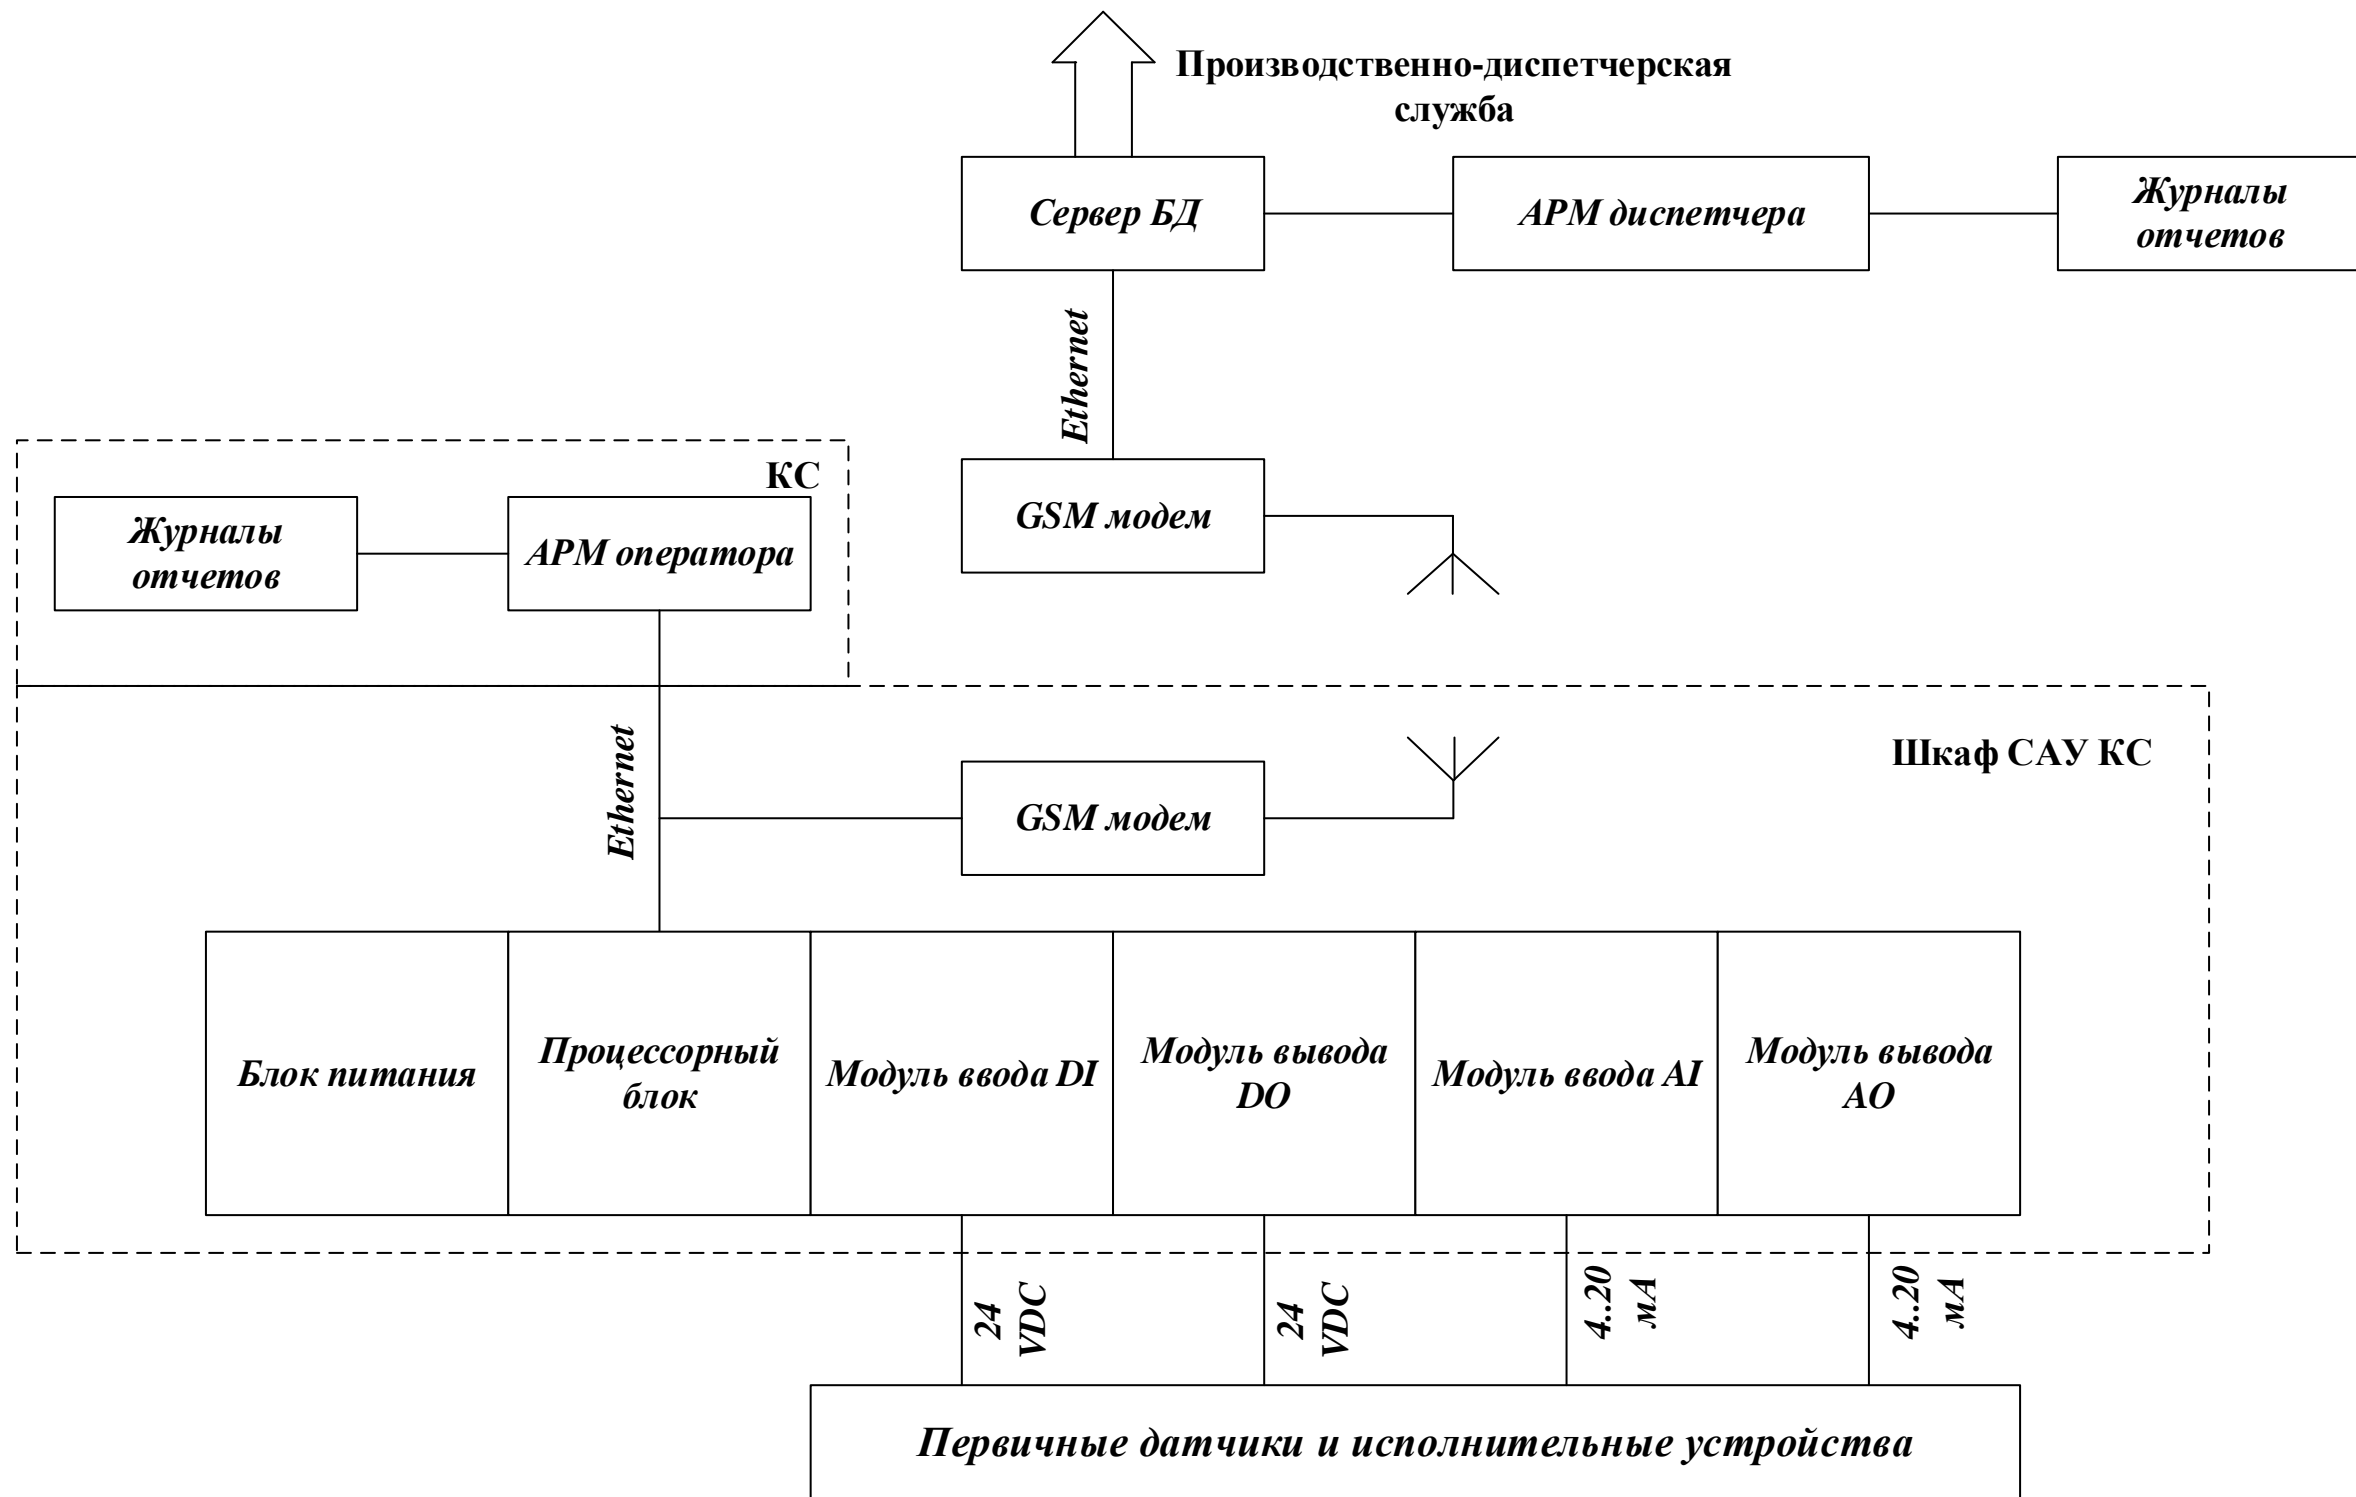 Производственно-диспетчерская
служба
Сервер БД
АРМ диспетчера
Журналы
отчетов
Ethernet
КС
Журналы
отчетов
АРМ оператора
GSM модем
Ethernet
GSM модем
Шкаф САУ КС
Блок питания
Процессорный
блок
Модуль ввода DI
Модуль вывода
DO
Модуль ввода AI
Модуль вывода
AO
24
VDC
24
VDC
4..20
мА
4..20
мА
Первичные датчики и исполнительные устройства